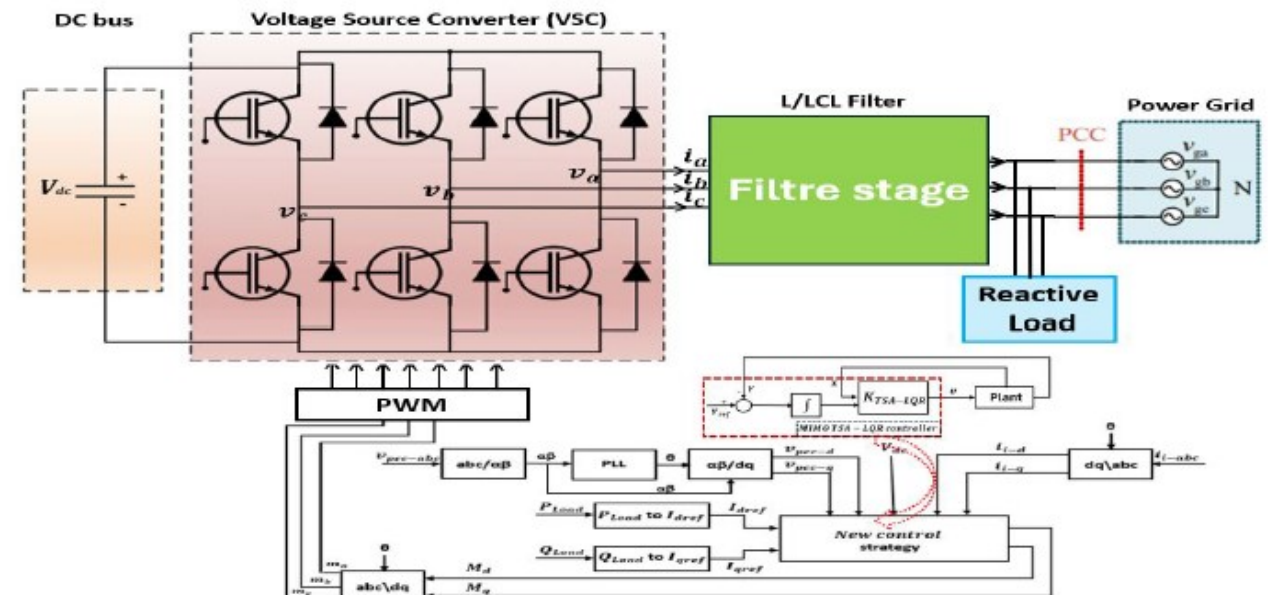 DC bus
Voltage Source Converter (VSC)
L/LCL Filter
Power Grid
PCC
V_dc
+
-
v_a
v_b
v_c
i_a
i_b
i_c
Filtre stage
v_ga
v_gb
v_gc
N
Reactive
Load
PWM
∫
K_TSA-LQR
Plant
MIHOTSA - LQR controller
v_pcc-abc
abc/αβ
αβ
PLL
θ
αβ/dq
αβ
v_pcc-d
v_pcc-q
V_dc
i_i-d
i_i-q
θ
dq\abc
i_i-abc
P_Load
P_Load to I_dref
I_dref
Q_Load
Q_Load to I_qref
I_qref
New control
strategy
θ
abc\dq
m_a
m_b
m_c
M_d
M_q